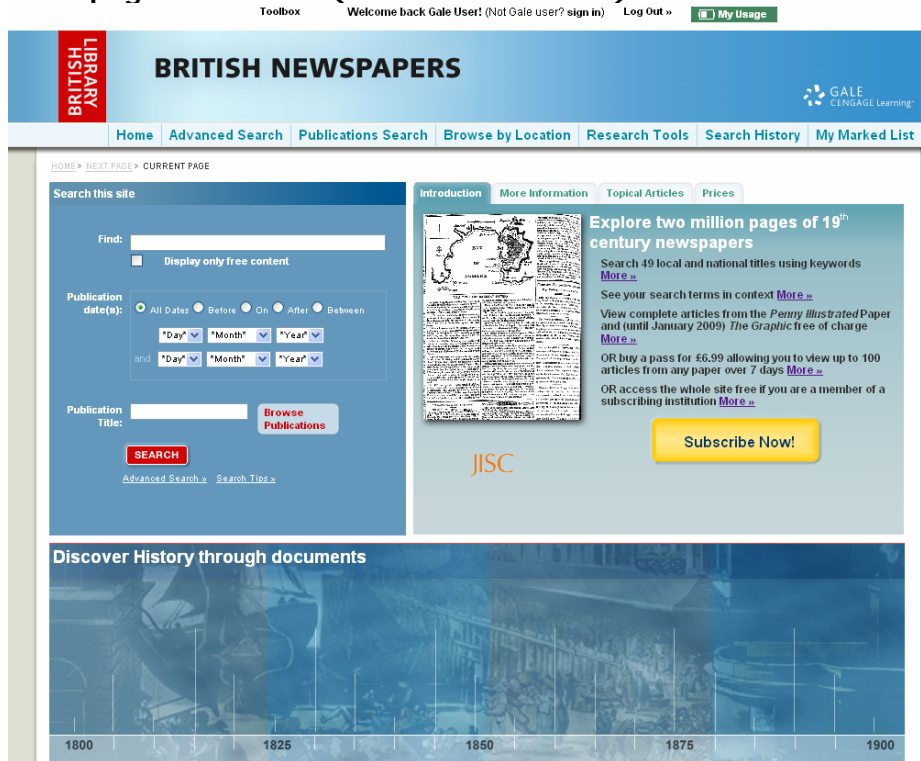 Toolbox Welcome back Gale User! (Not Gale user? sign in) Log Out » My Usage
BRITISH
LIBRARY
BRITISH NEWSPAPERS
GALE
CENGAGE Learning
Home Advanced Search Publications Search Browse by Location Research Tools Search History My Marked List
HOME > NEXT PAGE > CURRENT PAGE
Search this site
Find:
Display only free content
Publication
date(s):
All Dates Before On After Between
*Day* *Month* *Year*
and *Day* *Month* *Year*
Publication
Title:
Browse
Publications
SEARCH
Advanced Search » Search Tips »
Introduction More Information Topical Articles Prices
Explore two million pages of 19th
century newspapers
Search 49 local and national titles using keywords
More »
See your search terms in context More »
View complete articles from the Penny Illustrated Paper
and (until January 2009) The Graphic free of charge
More »
OR buy a pass for £6.99 allowing you to view up to 100
articles from any paper over 7 days More »
OR access the whole site free if you are a member of a
subscribing institution More »
Subscribe Now!
JISC
Discover History through documents
1800 1825 1850 1875 1900